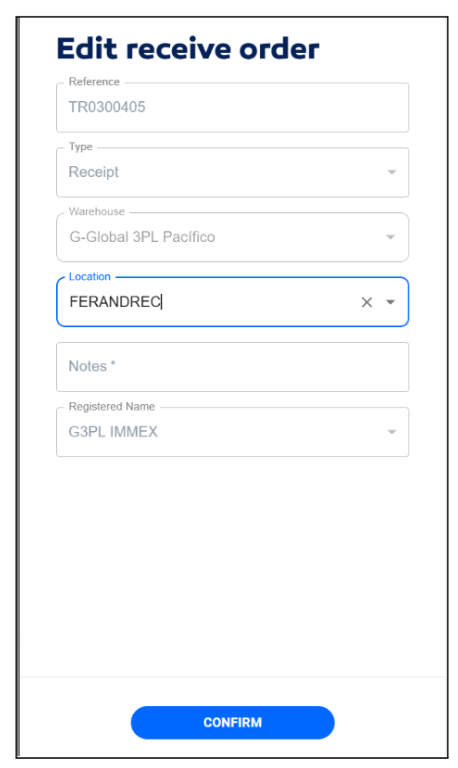 Edit receive order
Reference
TR0300405
Type
Receipt
Warehouse
G-Global 3PL Pacífico
Location
FERANDREC
Notes *
Registered Name
G3PL IMMEX
CONFIRM